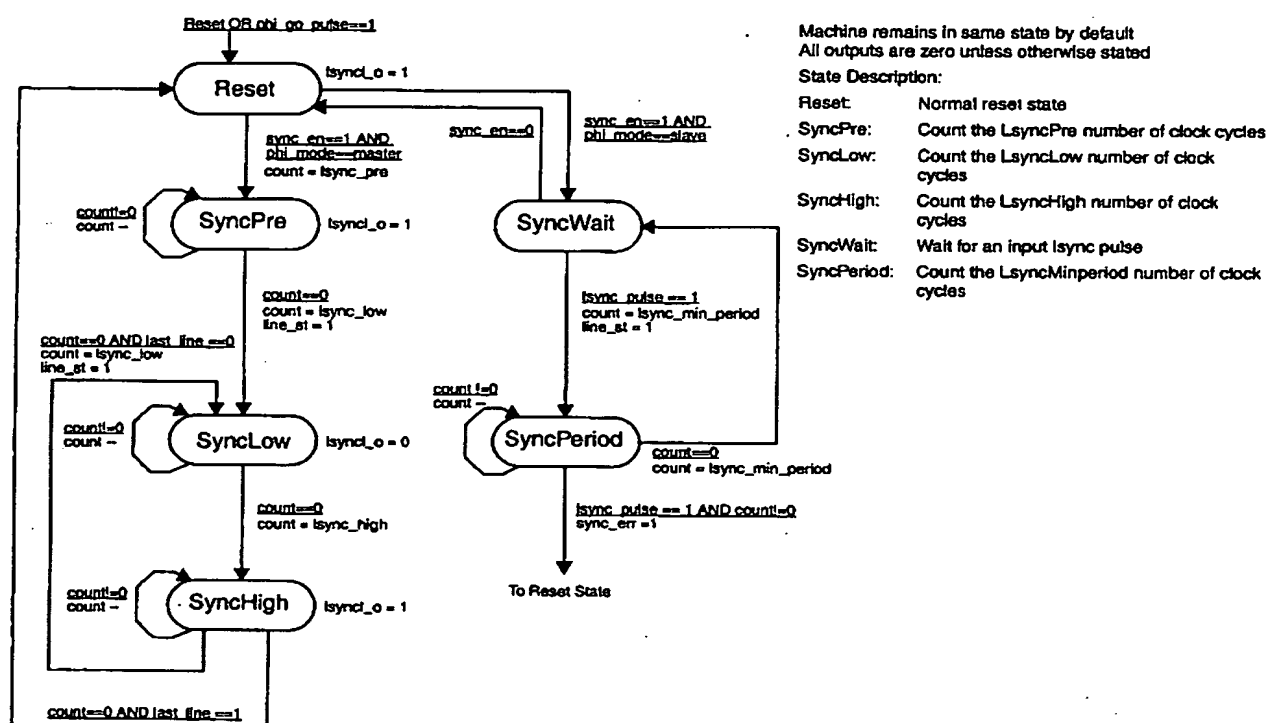 Reset OR phi_go_pulse==1
Reset
lsyncl_o = 1
sync_en==1 AND
phi_mode==master
count = lsync_pre
sync_en==0
sync_en==1 AND
phi_mode==slave
count!=0
count --
SyncPre
lsyncl_o = 1
SyncWait
count==0
count = lsync_low
line_st = 1
lsync_pulse == 1
count = lsync_min_period
line_st = 1
count==0 AND last_line ==0
count = lsync_low
line_st = 1
count!=0
count --
SyncLow
lsyncl_o = 0
count !=0
count --
SyncPeriod
count==0
count = lsync_min_period
count==0
count = lsync_high
lsync_pulse == 1 AND count!=0
sync_err =1
To Reset State
count!=0
count --
SyncHigh
lsyncl_o = 1
count==0 AND last_line ==1
Machine remains in same state by default
All outputs are zero unless otherwise stated
State Description:
Reset: Normal reset state
SyncPre: Count the LsyncPre number of clock cycles
SyncLow: Count the LsyncLow number of clock
cycles
SyncHigh: Count the LsyncHigh number of clock
cycles
SyncWait: Wait for an input lsync pulse
SyncPeriod: Count the LsyncMinperiod number of clock
cycles